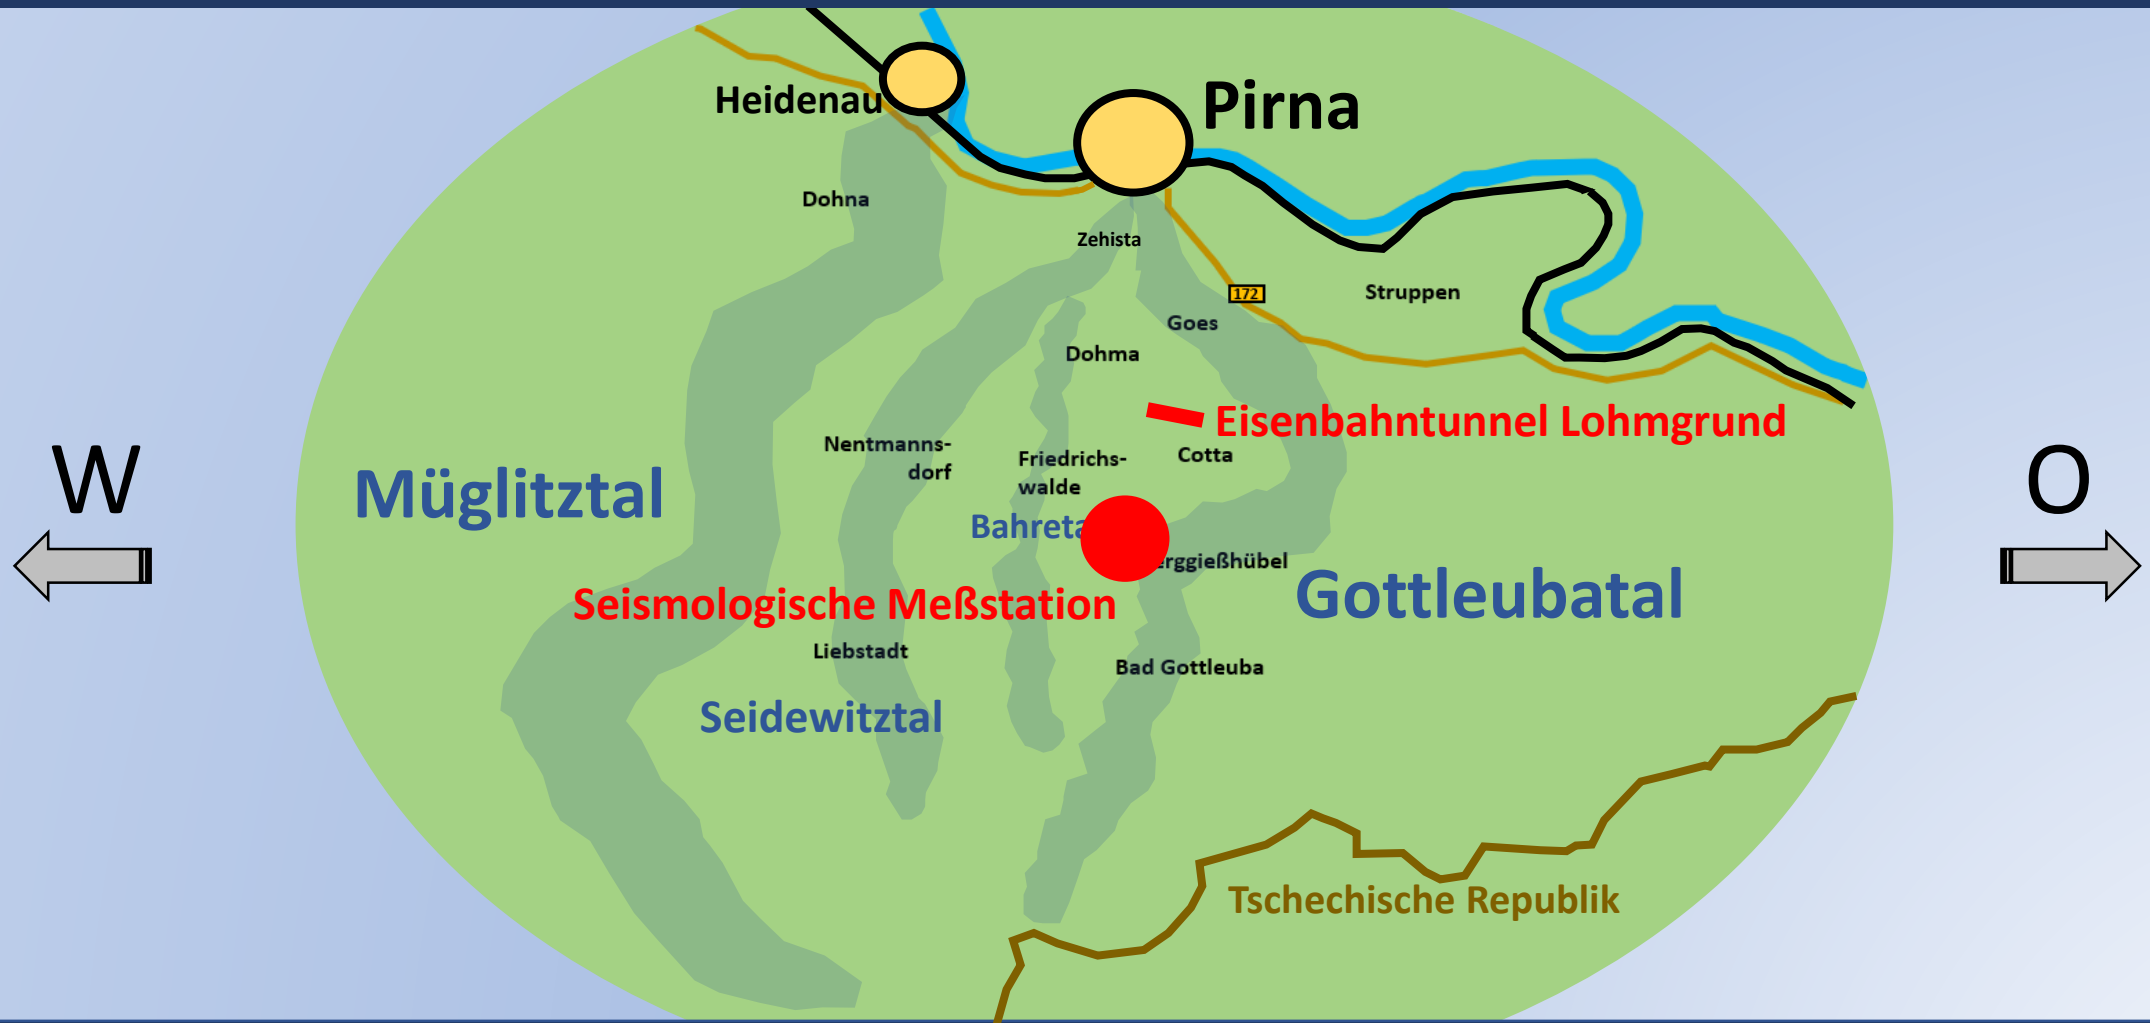 Heidenau
Pirna
Dohna
Zehista
172
Struppen
Goes
Dohma
Eisenbahntunnel Lohmgrund
Nentmanns-
dorf
Friedrichs-
walde
Cotta
W
O
Müglitztal
Bahreta
erggießhübel
Gottleubatal
Seismologische Meßstation
Liebstadt
Bad Gottleuba
Seidewitztal
Tschechische Republik